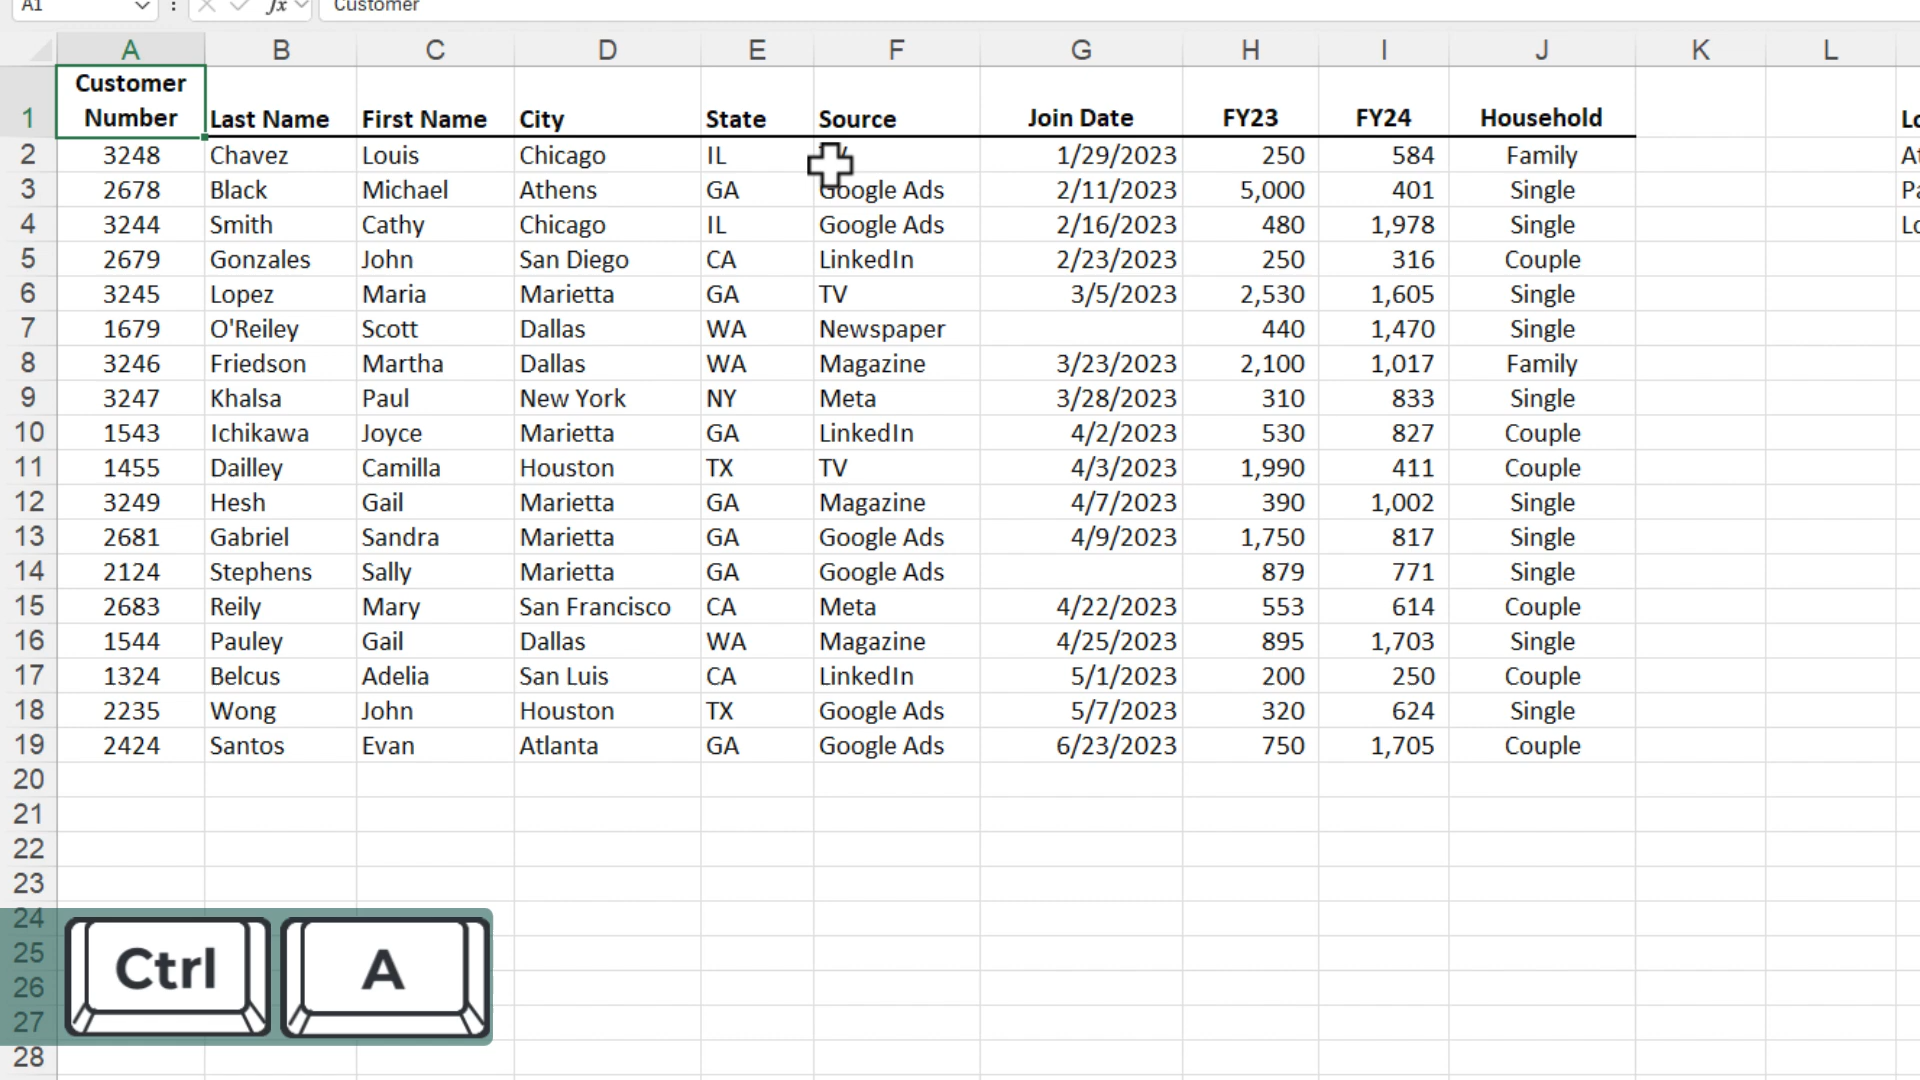 A1 fx Customer
A B C D E F G H I J K L
Customer
Number
1 Last Name First Name City State Source Join Date FY23 FY24 Household
2 3248 Chavez Louis Chicago IL 1/29/2023 250 584 Family
3 2678 Black Michael Athens GA Google Ads 2/11/2023 5,000 401 Single
4 3244 Smith Cathy Chicago IL Google Ads 2/16/2023 480 1,978 Single
5 2679 Gonzales John San Diego CA LinkedIn 2/23/2023 250 316 Couple
6 3245 Lopez Maria Marietta GA TV 3/5/2023 2,530 1,605 Single
7 1679 O'Reiley Scott Dallas WA Newspaper 440 1,470 Single
8 3246 Friedson Martha Dallas WA Magazine 3/23/2023 2,100 1,017 Family
9 3247 Khalsa Paul New York NY Meta 3/28/2023 310 833 Single
10 1543 Ichikawa Joyce Marietta GA LinkedIn 4/2/2023 530 827 Couple
11 1455 Dailley Camilla Houston TX TV 4/3/2023 1,990 411 Couple
12 3249 Hesh Gail Marietta GA Magazine 4/7/2023 390 1,002 Single
13 2681 Gabriel Sandra Marietta GA Google Ads 4/9/2023 1,750 817 Single
14 2124 Stephens Sally Marietta GA Google Ads 879 771 Single
15 2683 Reily Mary San Francisco CA Meta 4/22/2023 553 614 Couple
16 1544 Pauley Gail Dallas WA Magazine 4/25/2023 895 1,703 Single
17 1324 Belcus Adelia San Luis CA LinkedIn 5/1/2023 200 250 Couple
18 2235 Wong John Houston TX Google Ads 5/7/2023 320 624 Single
19 2424 Santos Evan Atlanta GA Google Ads 6/23/2023 750 1,705 Couple
20
21
22
23
24
25
26
27
28
Ctrl A